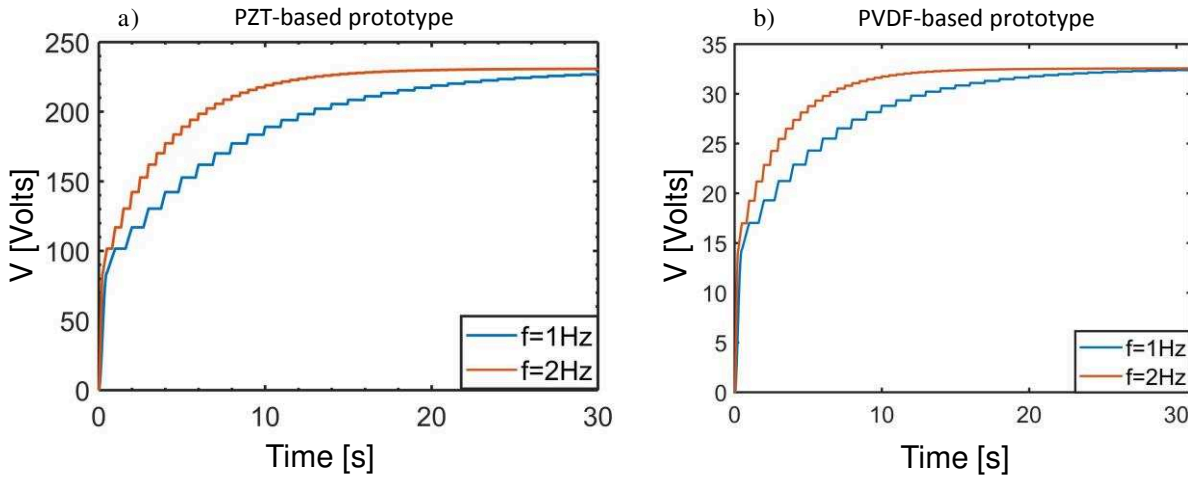 a) PZT-based prototype
250
200
150
100
50
0
V [Volts]
0 10 20 30
Time [s]
f=1Hz
f=2Hz
b) PVDF-based prototype
35
30
25
20
15
10
5
0
V [Volts]
0 10 20 30
Time [s]
f=1Hz
f=2Hz